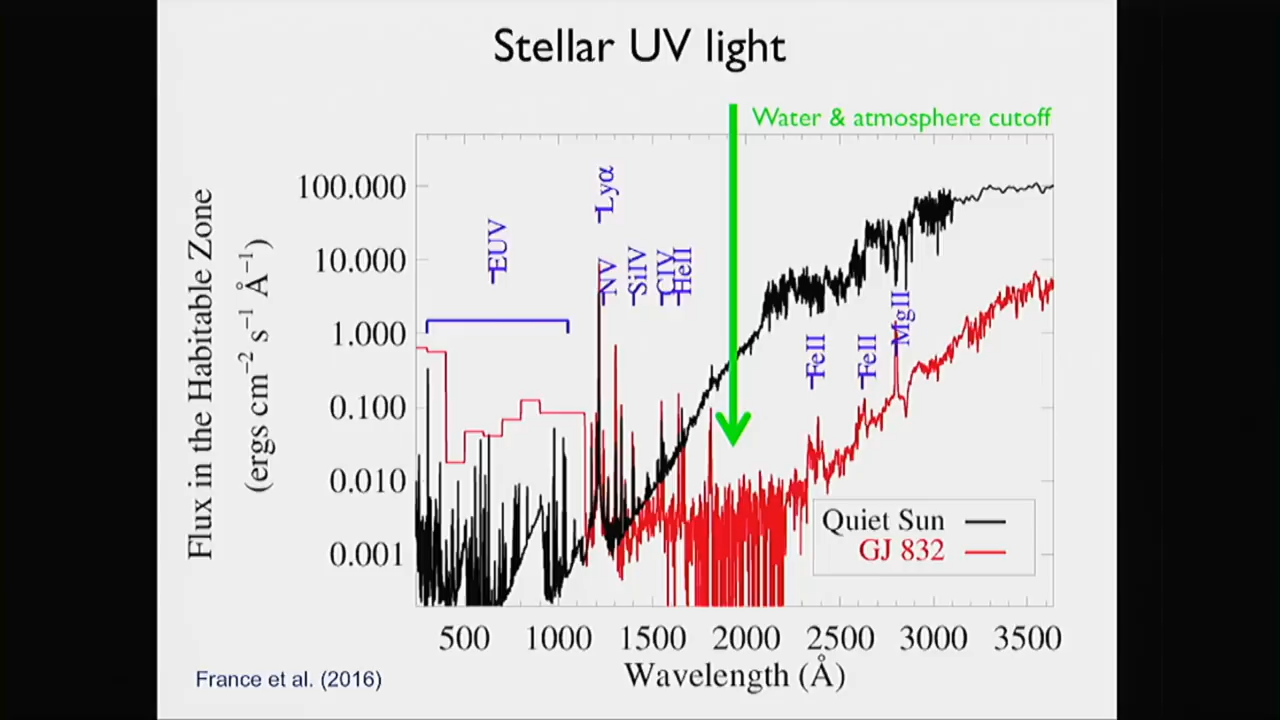 Stellar UV light
Water & atmosphere cutoff
Flux in the Habitable Zone
(ergs cm⁻² s⁻¹ Å⁻¹)
100.000
10.000
1.000
0.100
0.010
0.001
EUV
Lyα
NV
SiIV
CIV
HeII
FeII
FeII
MgII
Quiet Sun
GJ 832
500 1000 1500 2000 2500 3000 3500
Wavelength (Å)
France et al. (2016)